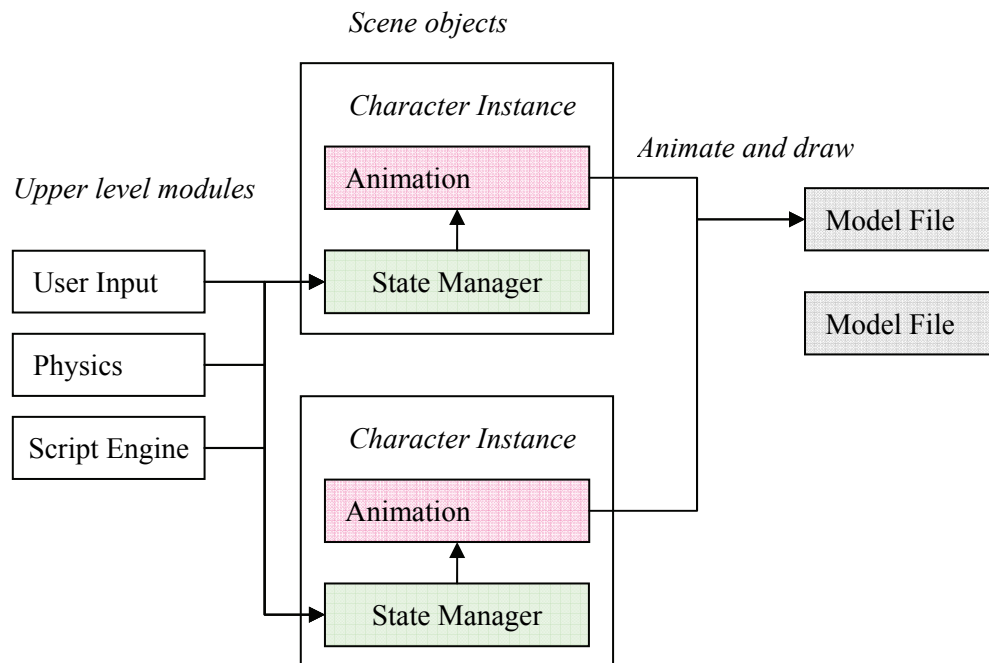 Scene objects
Character Instance
Animate and draw
Animation
Upper level modules
Model File
User Input
State Manager
Model File
Physics
Script Engine
Character Instance
Animation
State Manager